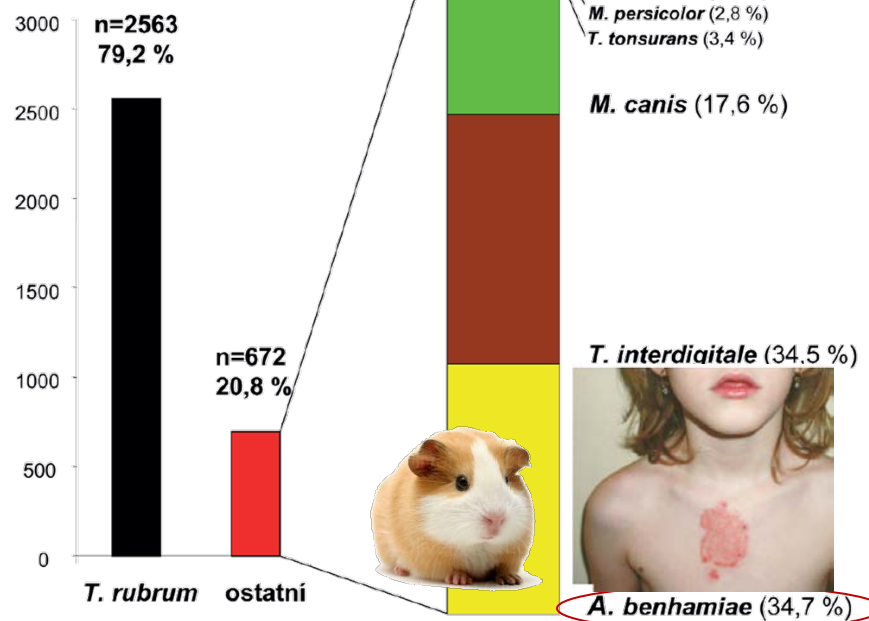 M. persicolor (2,8 %)
T. tonsurans (3,4 %)
3000
n=2563
79,2 %
M. canis (17,6 %)
2500
2000
1500
n=672
20,8 %
T. interdigitale (34,5 %)
1000
500
0
T. rubrum
ostatní
A. benhamiae (34,7 %)